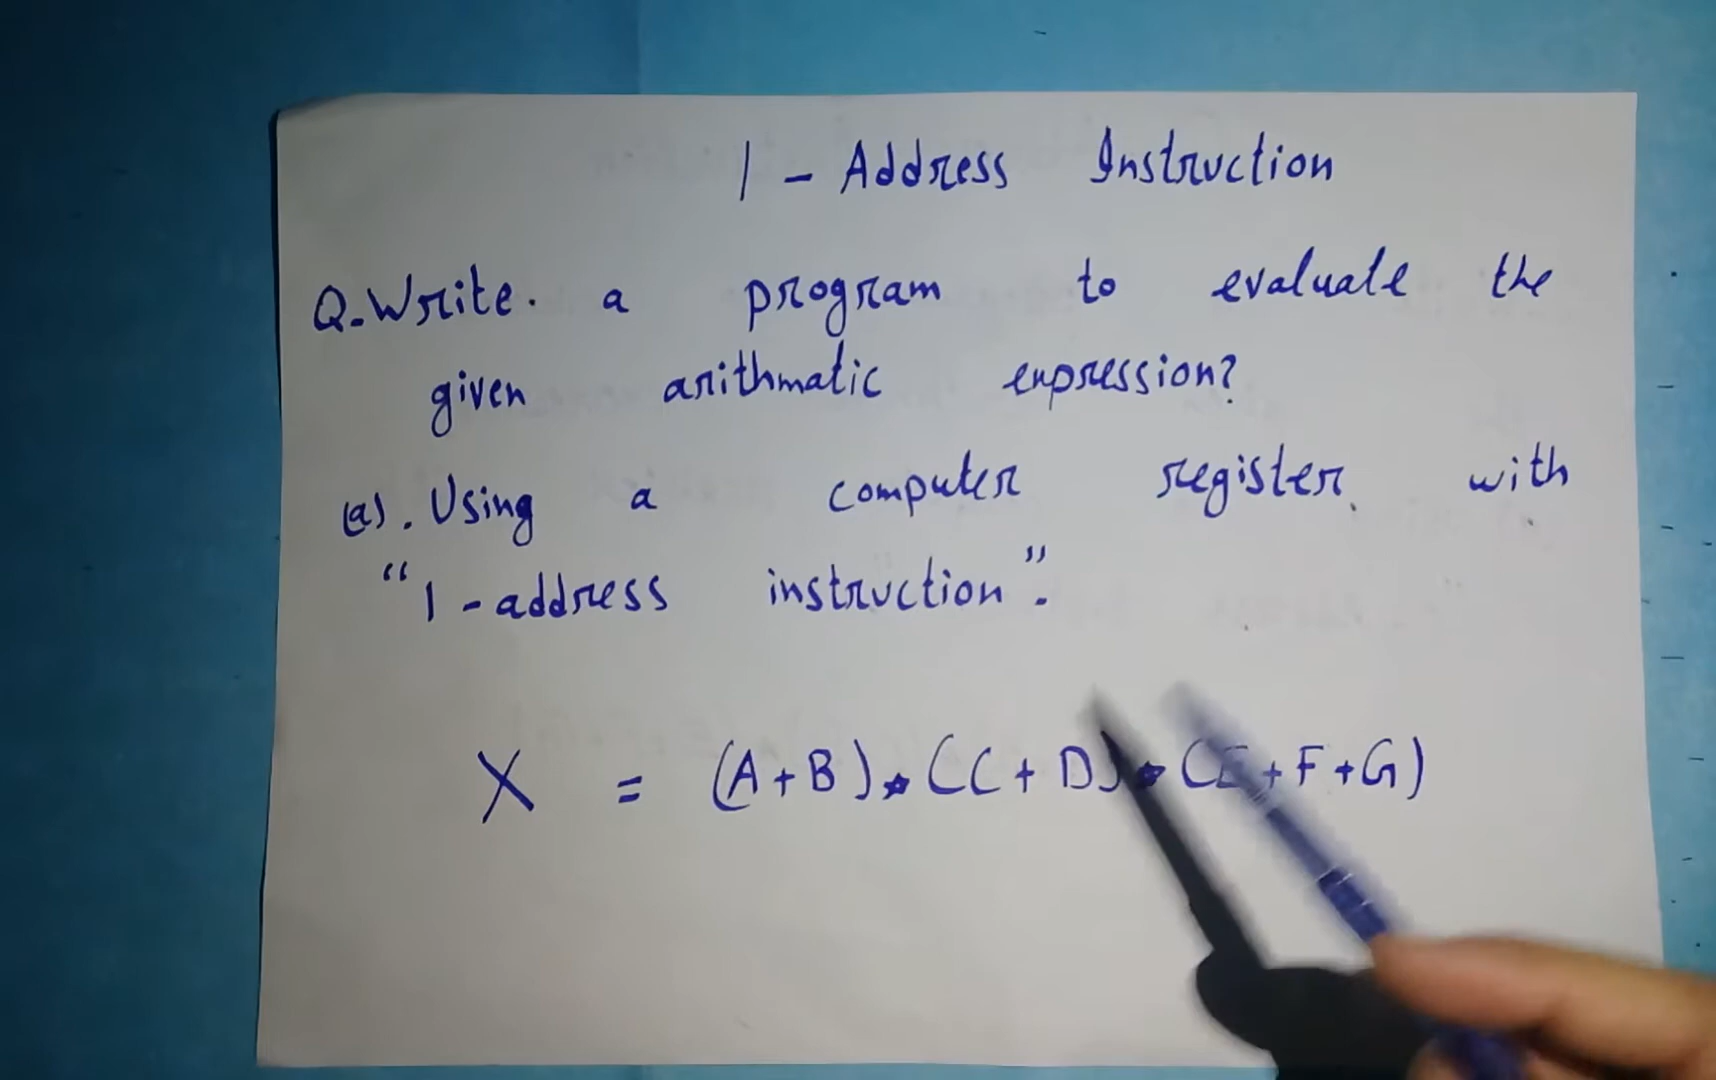 1 - Address Instruction
Q. Write. a program to evaluate the
given arithmatic expression?
(a). Using a computer register. with
"1 - address instruction".
X = (A+B) * (C + D) * (E + F + G)